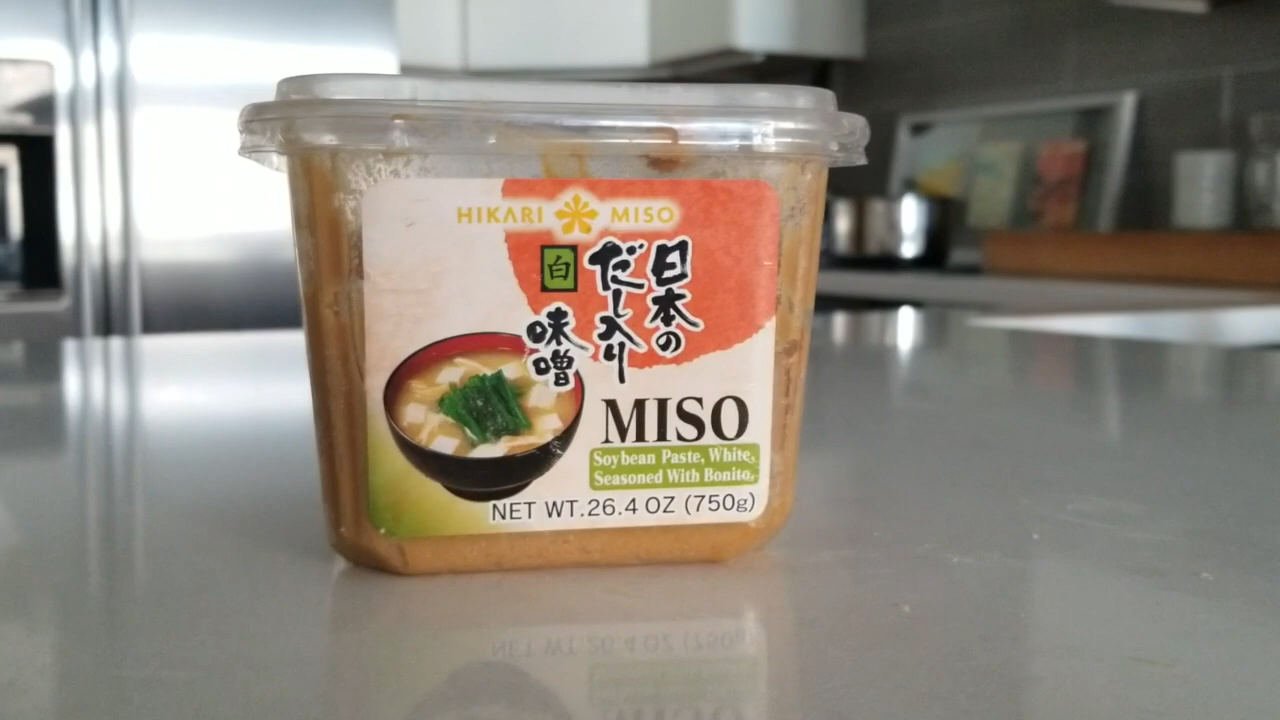 HIKARI MISO
日本の
だし入り
白
味噌
MISO
Soybean Paste, White,
Seasoned With Bonito.
NET WT.26.4 OZ (750g)